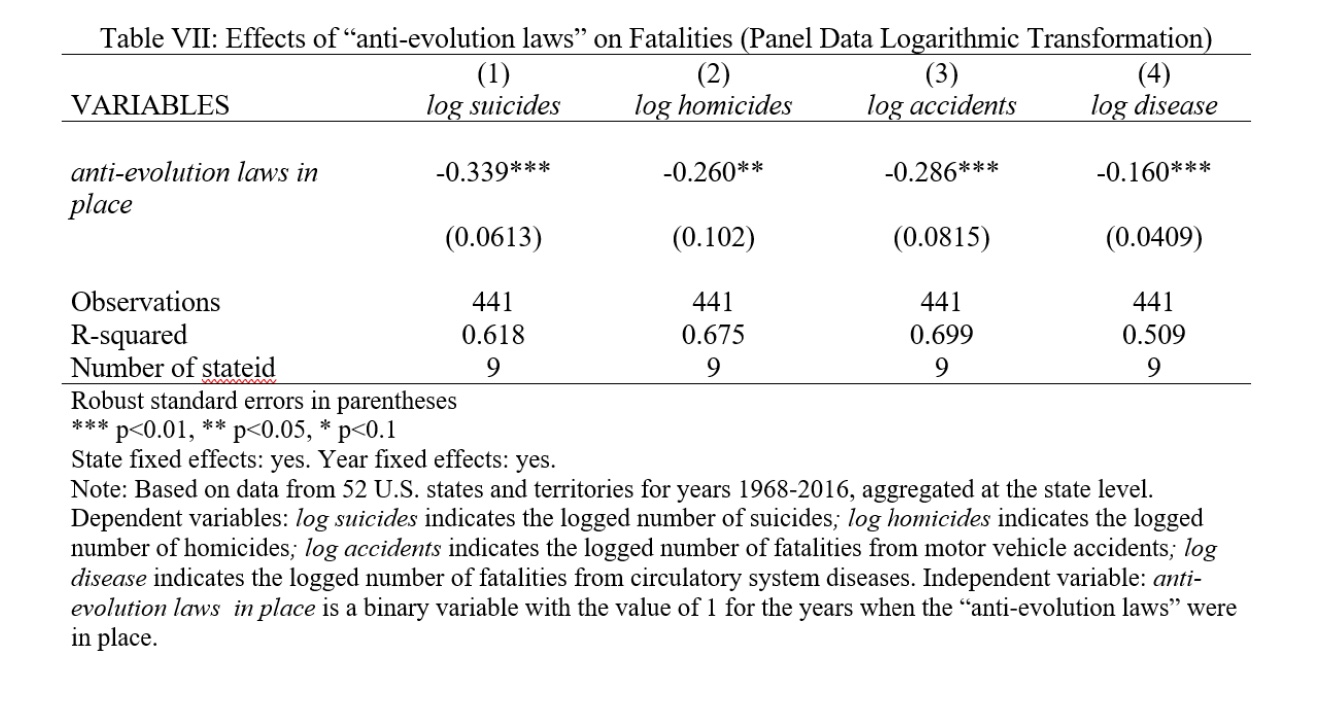 Table VII: Effects of “anti-evolution laws” on Fatalities (Panel Data Logarithmic Transformation)
(1) (2) (3) (4)
VARIABLES log suicides log homicides log accidents log disease
anti-evolution laws in -0.339*** -0.260** -0.286*** -0.160***
place
(0.0613) (0.102) (0.0815) (0.0409)
Observations 441 441 441 441
R-squared 0.618 0.675 0.699 0.509
Number of stateid 9 9 9 9
Robust standard errors in parentheses
*** p<0.01, ** p<0.05, * p<0.1
State fixed effects: yes. Year fixed effects: yes.
Note: Based on data from 52 U.S. states and territories for years 1968-2016, aggregated at the state level.
Dependent variables: log suicides indicates the logged number of suicides; log homicides indicates the logged
number of homicides; log accidents indicates the logged number of fatalities from motor vehicle accidents; log
disease indicates the logged number of fatalities from circulatory system diseases. Independent variable: anti-
evolution laws in place is a binary variable with the value of 1 for the years when the “anti-evolution laws” were
in place.